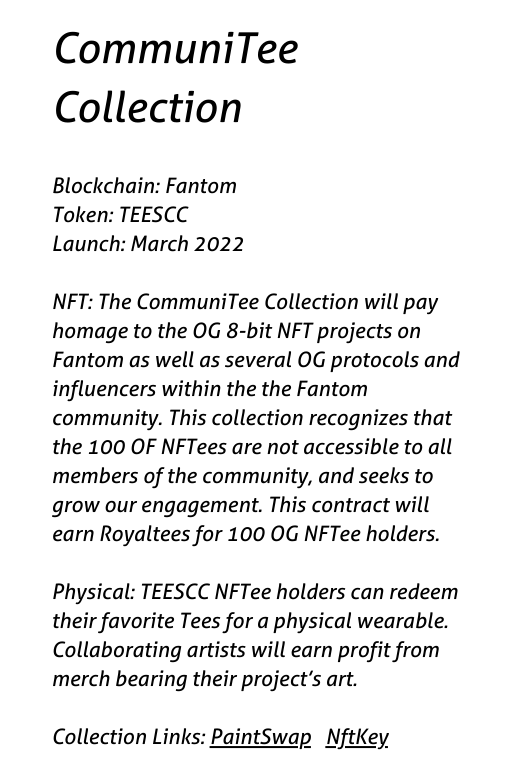 CommuniTee
Collection
Blockchain: Fantom
Token: TEESCC
Launch: March 2022
NFT: The CommuniTee Collection will pay
homage to the OG 8-bit NFT projects on
Fantom as well as several OG protocols and
influencers within the the Fantom
community. This collection recognizes that
the 100 OF NFTees are not accessible to all
members of the community, and seeks to
grow our engagement. This contract will
earn Royaltees for 100 OG NFTee holders.
Physical: TEESCC NFTee holders can redeem
their favorite Tees for a physical wearable.
Collaborating artists will earn profit from
merch bearing their project's art.
Collection Links: PaintSwap NftKey